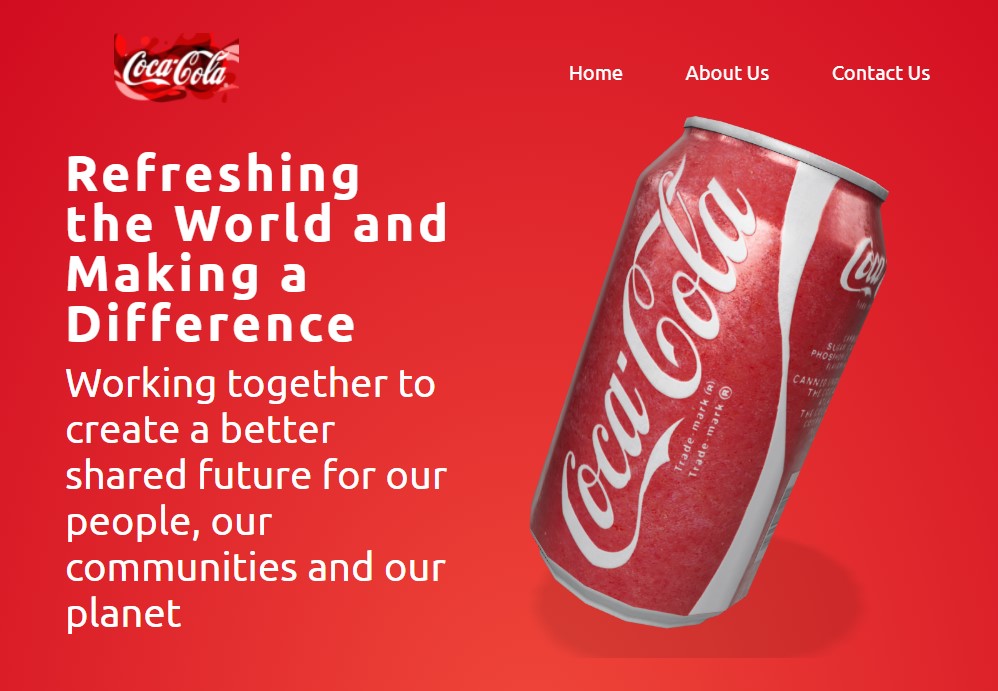 Coca-Cola
Home
About Us
Contact Us
Refreshing
the World and
Making a
Difference
Working together to
create a better
shared future for our
people, our
communities and our
planet
Coca-Cola
Trade-mark ®
Trade-mark ®